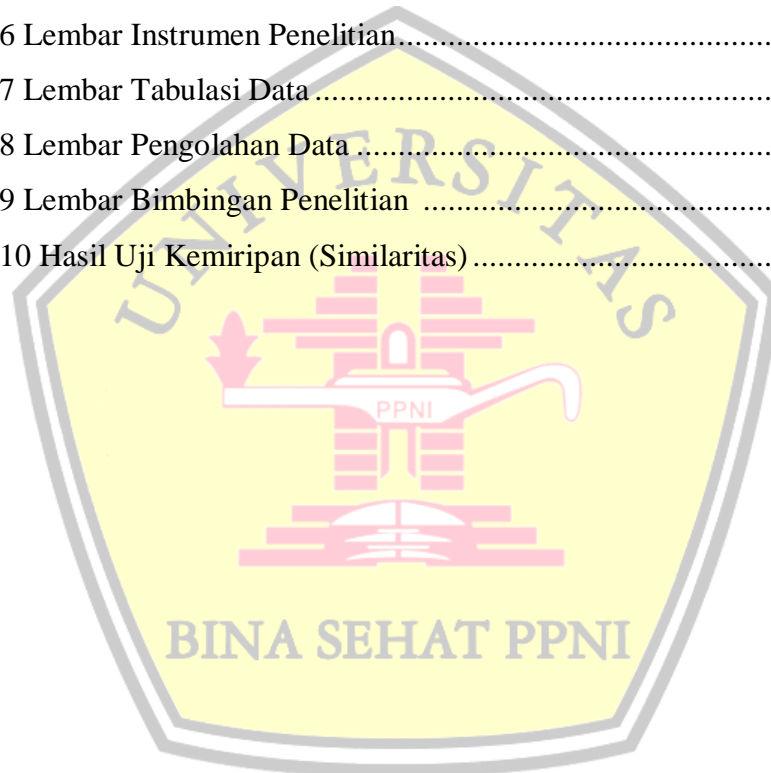 6 Lembar Instrumen Penelitian...............................................
7 Lembar Tabulasi Data.........................................................
8 Lembar Pengolahan Data ....................................................
9 Lembar Bimbingan Penelitian ...........................................
10 Hasil Uji Kemiripan (Similaritas)...................................
UNIVERSITAS
PPNI
BINA SEHAT PPNI